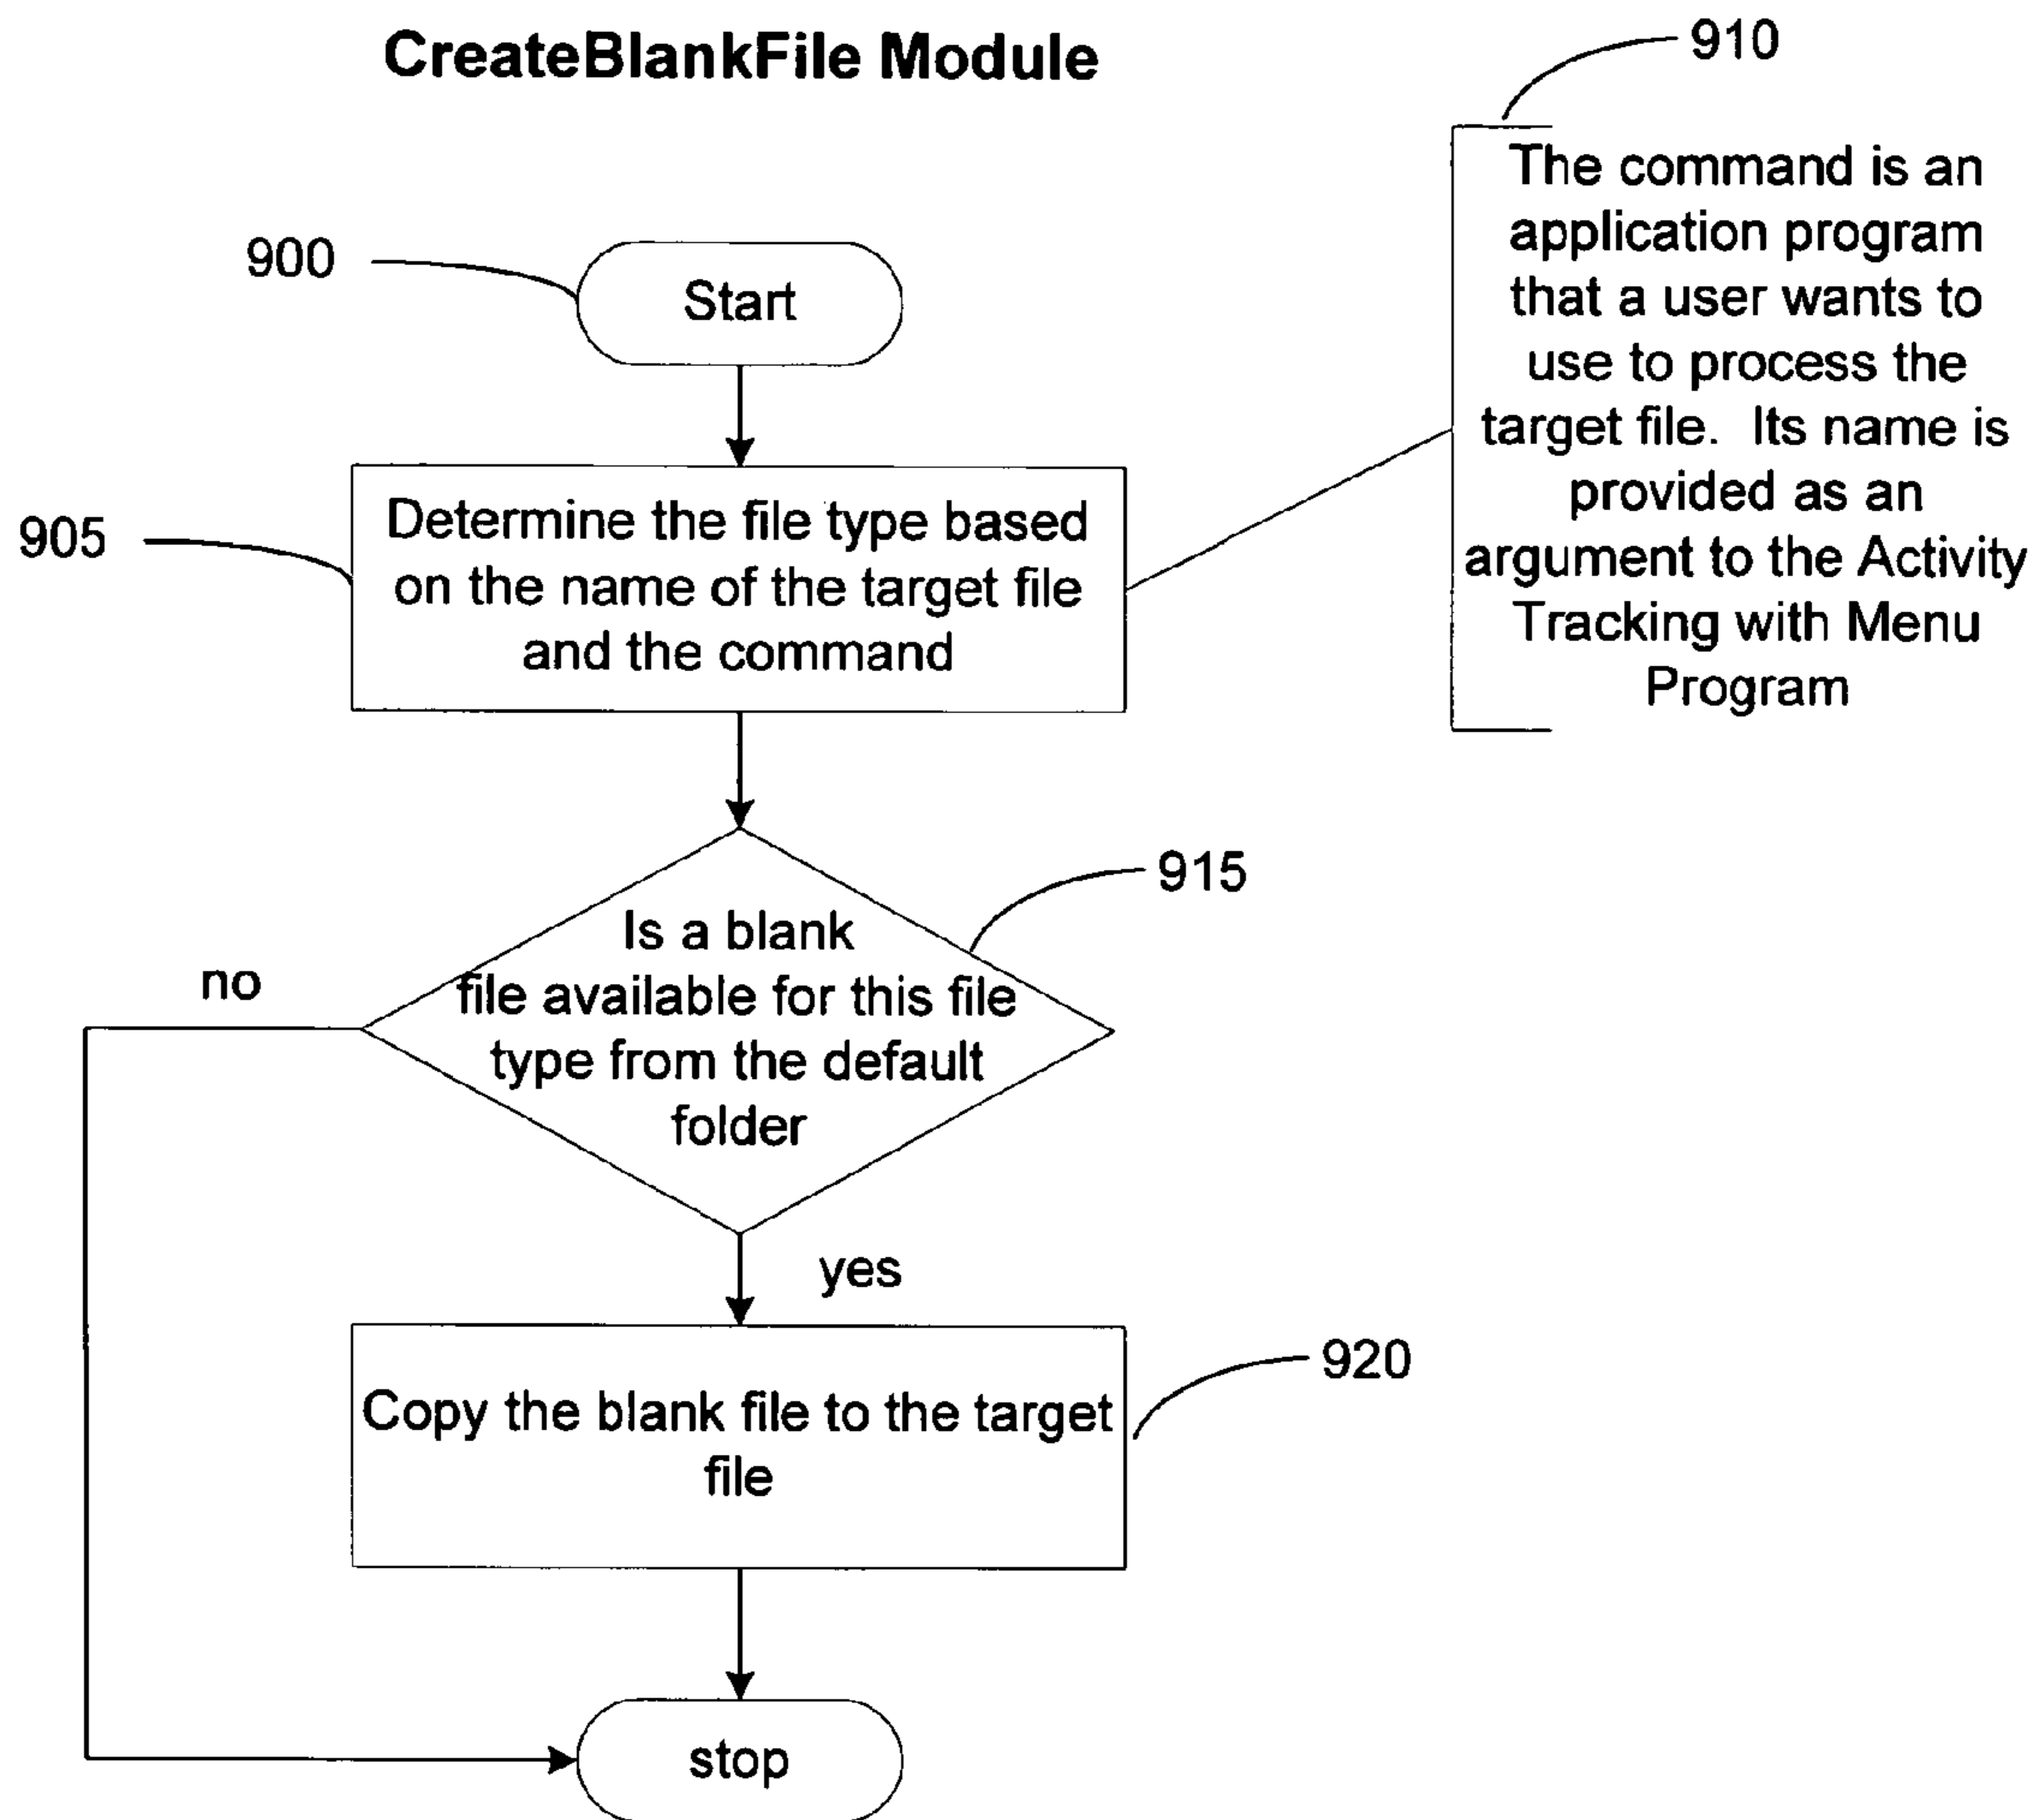 CreateBlankFile Module
910
The command is an
application program
that a user wants to
use to process the
target file. Its name is
provided as an
argument to the Activity
Tracking with Menu
Program
900
Start
905
Determine the file type based
on the name of the target file
and the command
915
Is a blank
file available for this file
type from the default
folder
no
yes
920
Copy the blank file to the target
file
stop